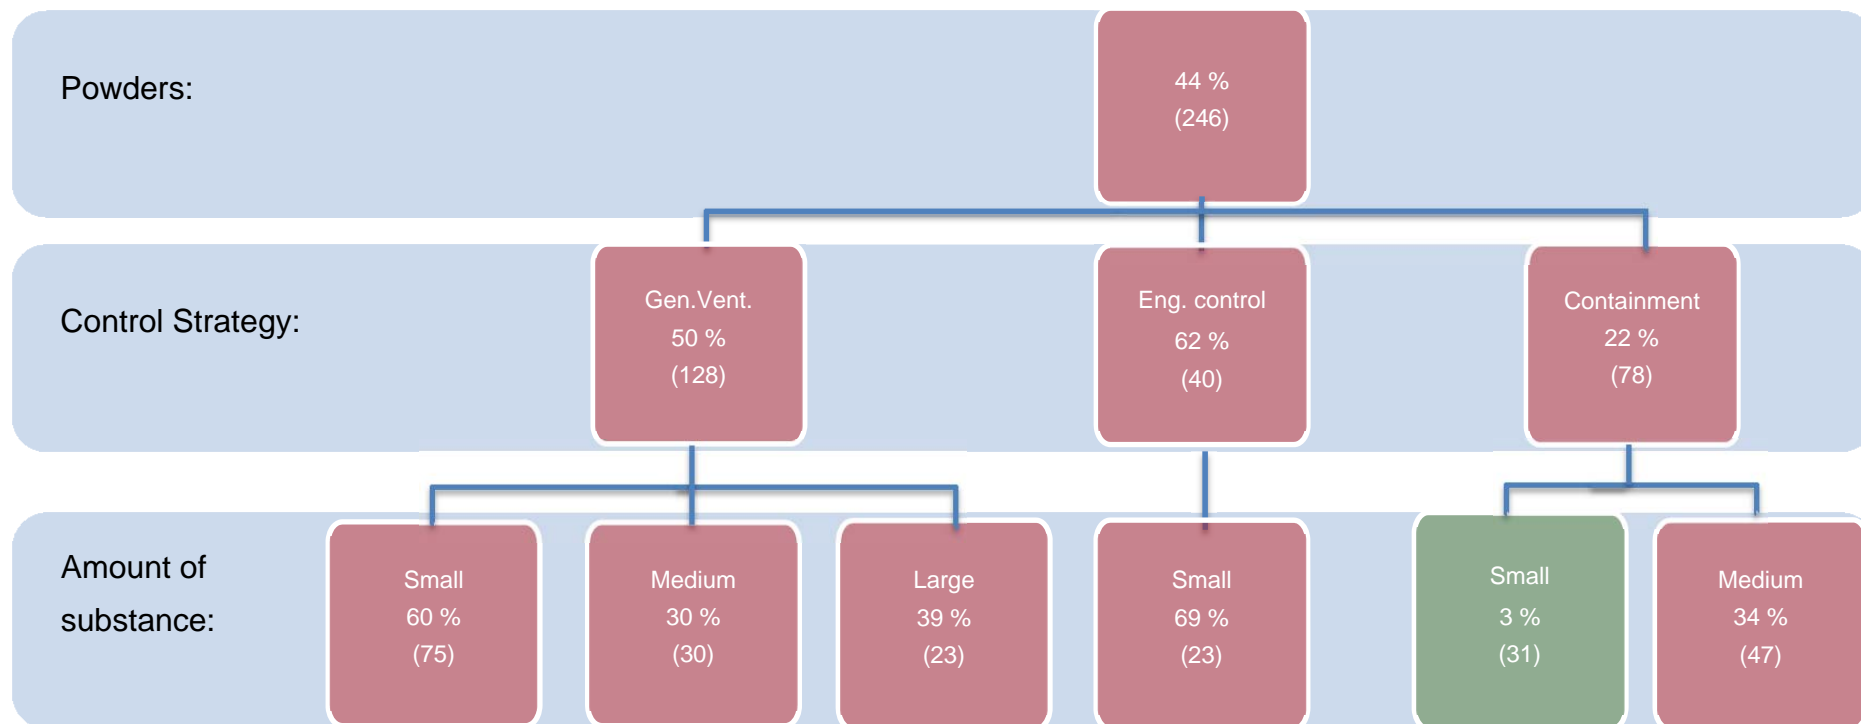 Powders:
44 %
(246)
Control Strategy:
Gen.Vent.
50 %
(128)
Eng. control
62 %
(40)
Containment
22 %
(78)
Amount of
substance:
Small
60 %
(75)
Medium
30 %
(30)
Large
39 %
(23)
Small
69 %
(23)
Small
3 %
(31)
Medium
34 %
(47)